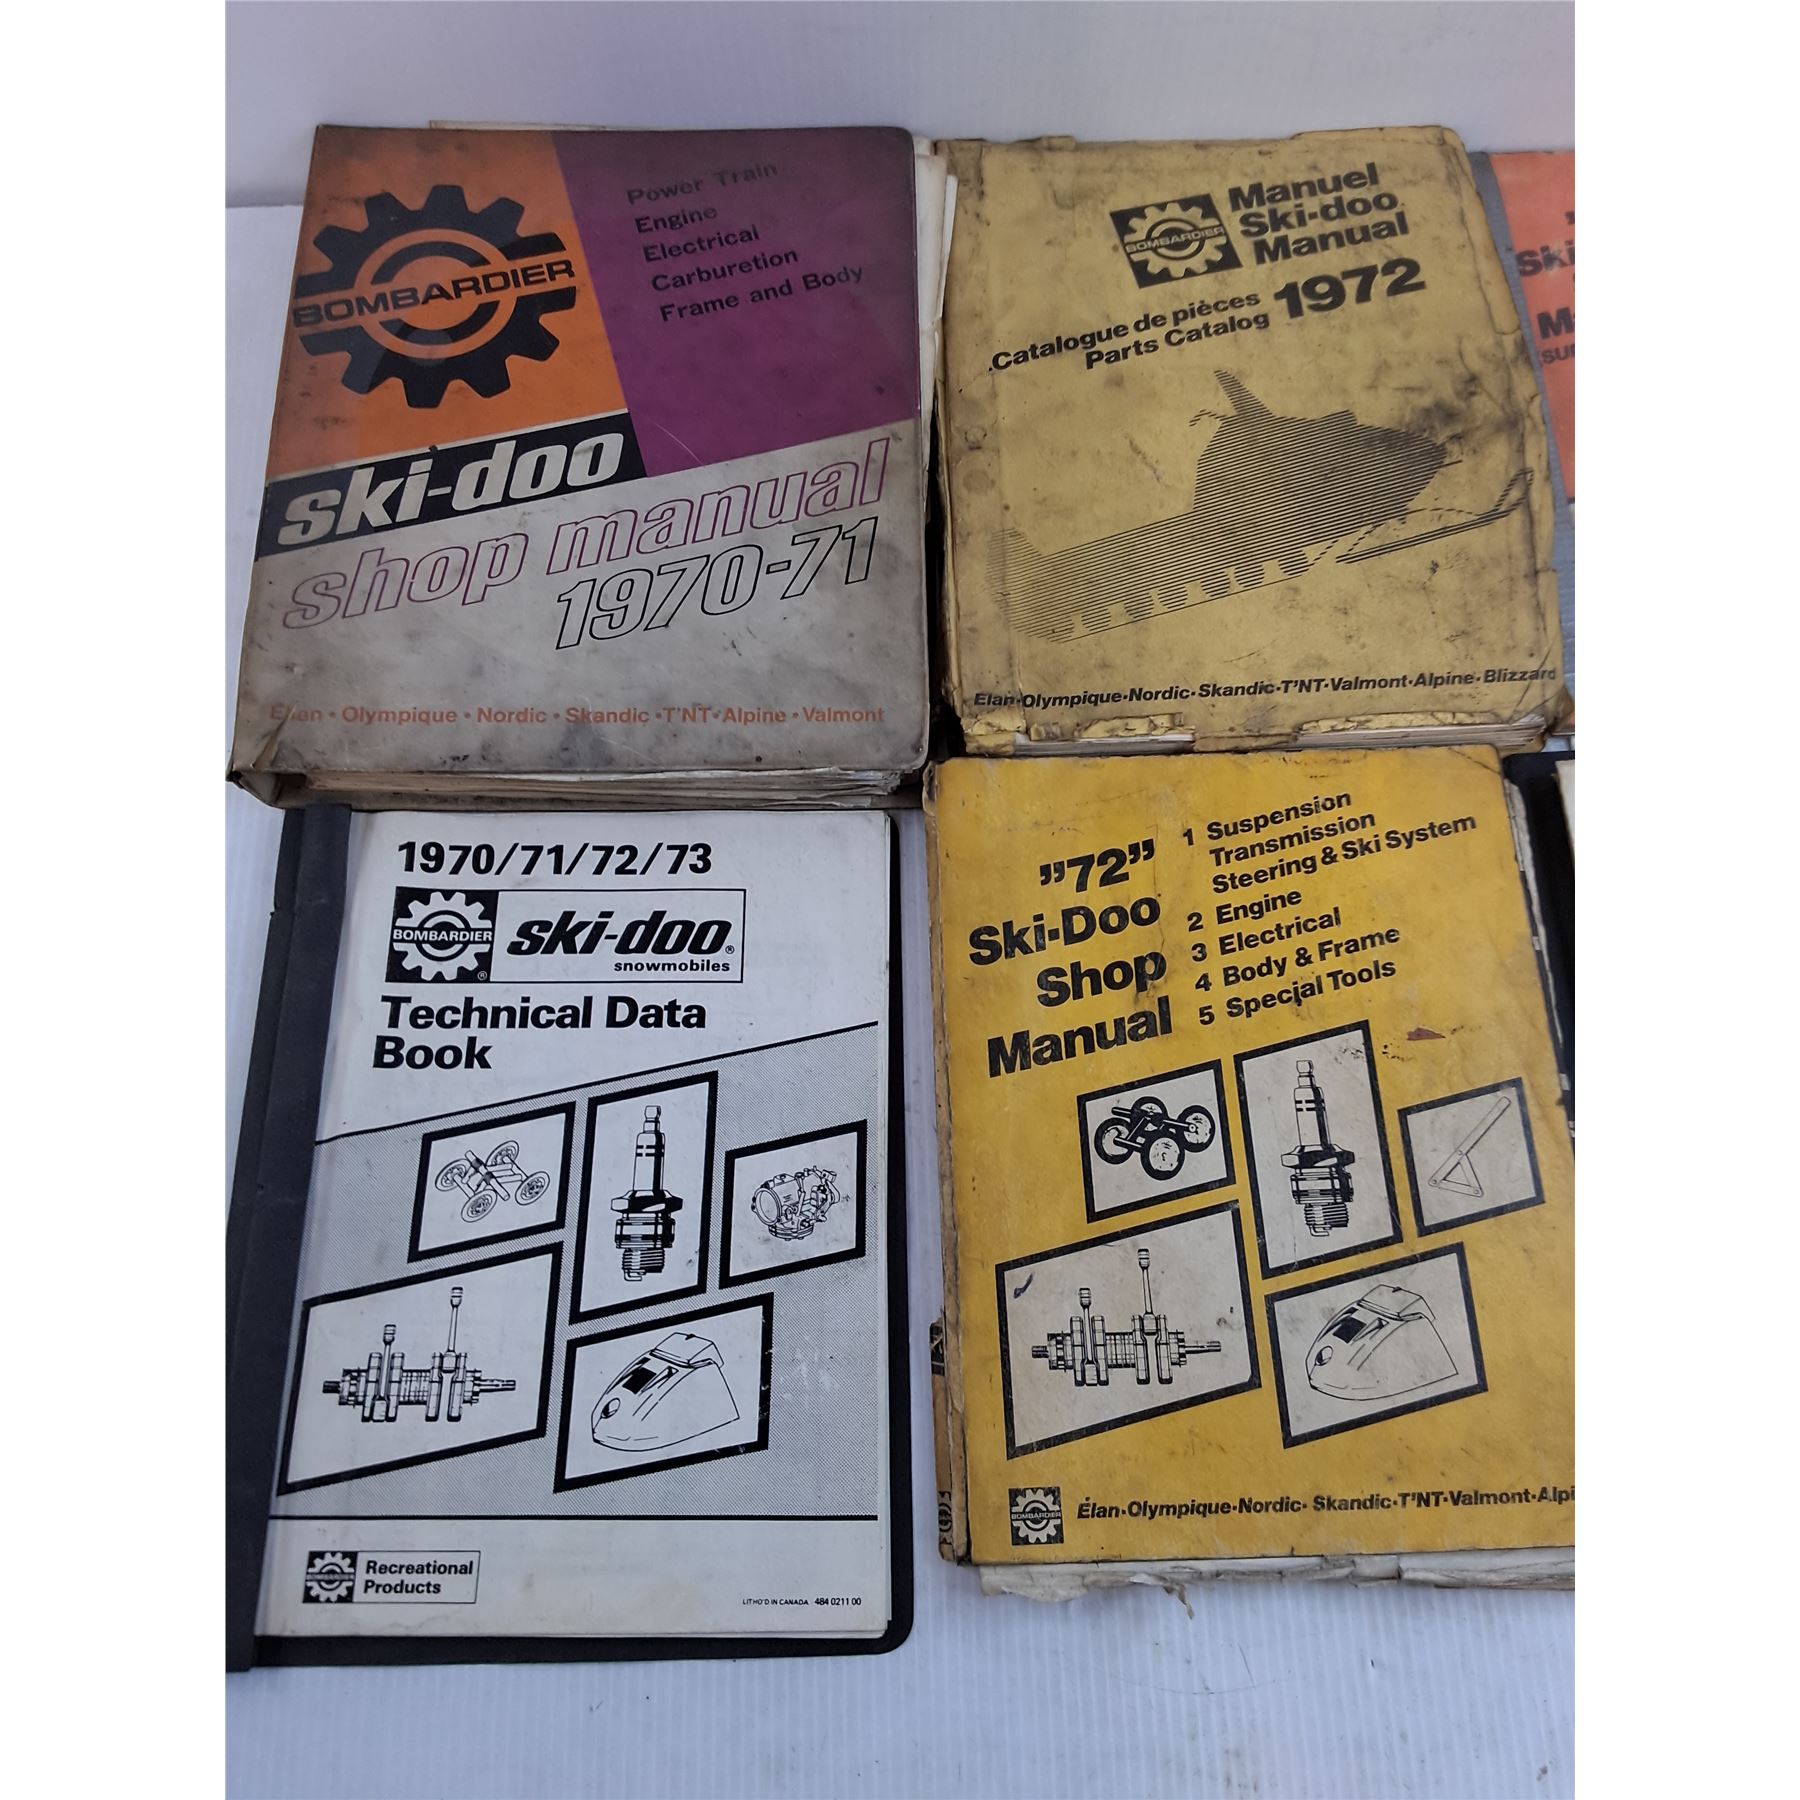 BOMBARDIER
Power Train
Engine
Electrical
Carburetion
Frame and Body
ski-doo
shop manual
1970-71
Élan • Olympique • Nordic • Skandic • T'NT • Alpine • Valmont
BOMBARDIER
Manuel
Ski-doo
Manual
Catalogue de pièces
Parts Catalog
1972
Élan•Olympique•Nordic•Skandic•T'NT•Valmont•Alpine•Blizzard
1970/71/72/73
BOMBARDIER
®
ski-doo®
snowmobiles
Technical Data
Book
BOMBARDIER
Recreational
Products
LITHO'D IN CANADA 484 0211 00
"72"
Ski-Doo
Shop
Manual
1 Suspension
Transmission
Steering & Ski System
2 Engine
3 Electrical
4 Body & Frame
5 Special Tools
BOMBARDIER
Élan•Olympique•Nordic•Skandic•T'NT•Valmont•Alpi